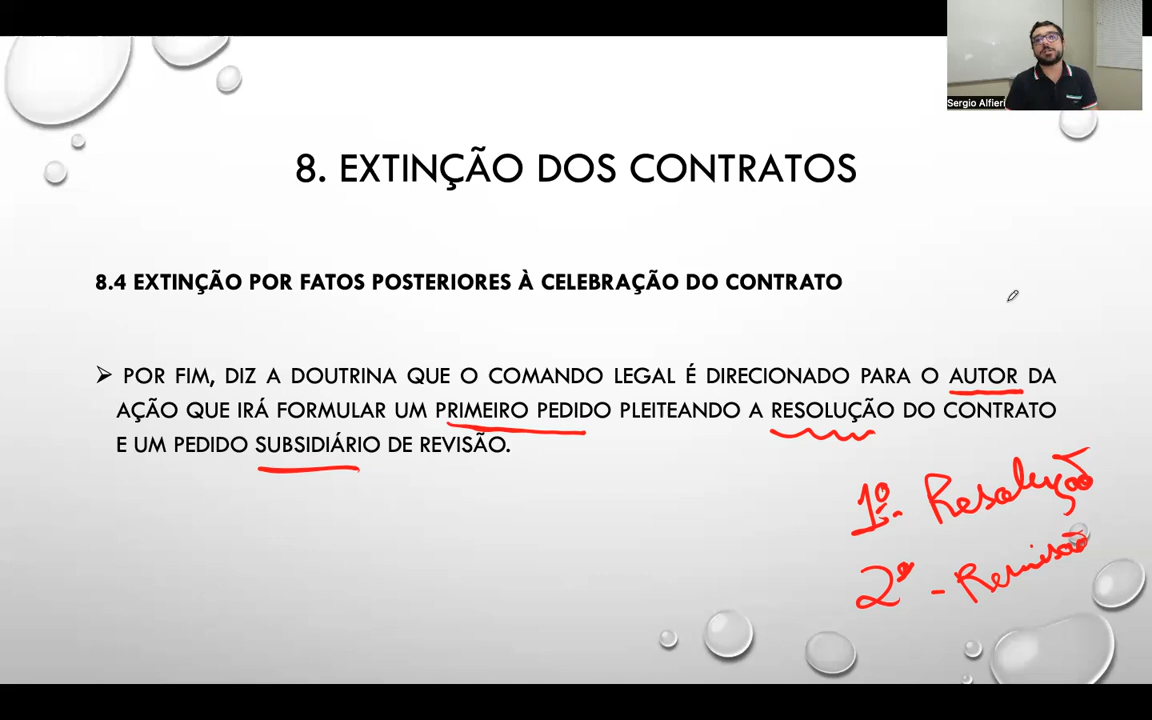 Sergio Alfieri
8. EXTINÇÃO DOS CONTRATOS
8.4 EXTINÇÃO POR FATOS POSTERIORES À CELEBRAÇÃO DO CONTRATO
➢ POR FIM, DIZ A DOUTRINA QUE O COMANDO LEGAL É DIRECIONADO PARA O AUTOR DA
AÇÃO QUE IRÁ FORMULAR UM PRIMEIRO PEDIDO PLEITEANDO A RESOLUÇÃO DO CONTRATO
E UM PEDIDO SUBSIDIÁRIO DE REVISÃO.
1º - Resolução
2º - Revisão